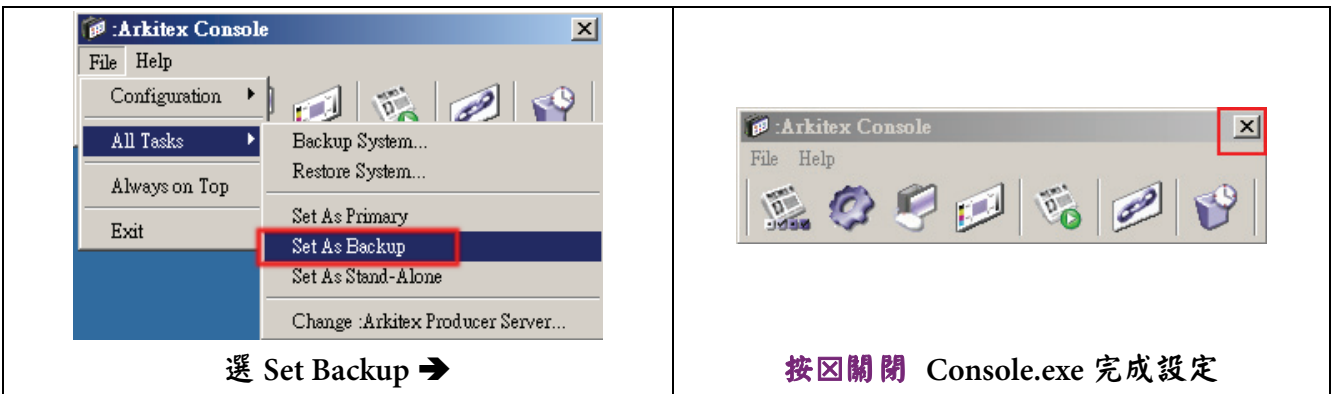 :Arkitex Console
File Help
Configuration
All Tasks
Always on Top
Exit
Backup System...
Restore System...
Set As Primary
Set As Backup
Set As Stand-Alone
Change :Arkitex Producer Server...
選 Set Backup ➔
:Arkitex Console
File Help
按☒關閉 Console.exe 完成設定